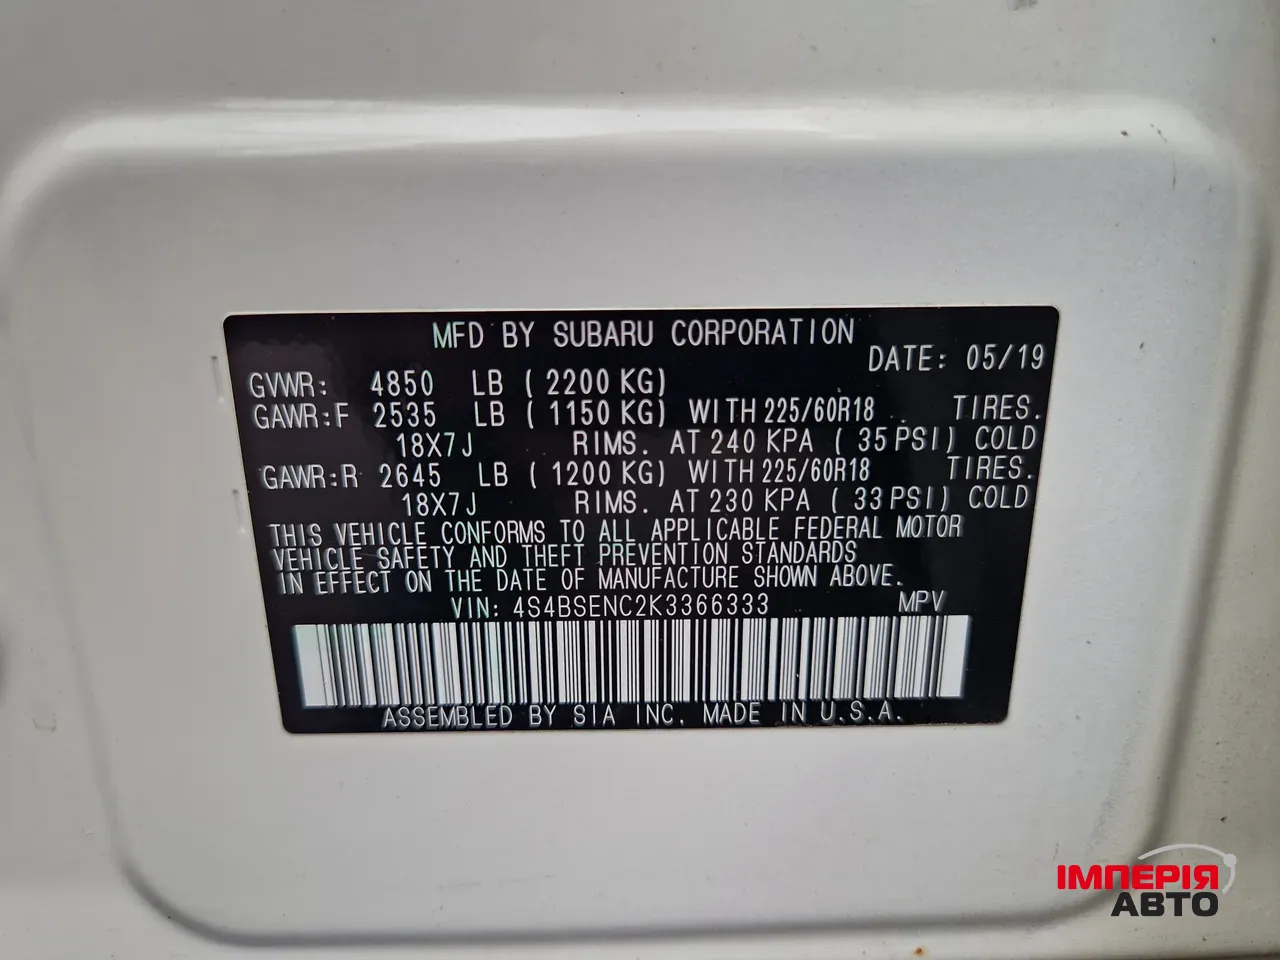 MFD BY SUBARU CORPORATION
DATE: 05/19
GVWR: 4850 LB ( 2200 KG)
GAWR:F 2535 LB ( 1150 KG) WITH 225/60R18 TIRES.
18X7J RIMS. AT 240 KPA ( 35 PSI) COLD
GAWR:R 2645 LB ( 1200 KG) WITH 225/60R18 TIRES.
18X7J RIMS. AT 230 KPA ( 33 PSI) COLD
THIS VEHICLE CONFORMS TO ALL APPLICABLE FEDERAL MOTOR
VEHICLE SAFETY AND THEFT PREVENTION STANDARDS
IN EFFECT ON THE DATE OF MANUFACTURE SHOWN ABOVE.
VIN: 4S4BSENC2K3366333 MPV
ASSEMBLED BY SIA INC. MADE IN U.S.A.
ІМПЕРІЯ
АВТО